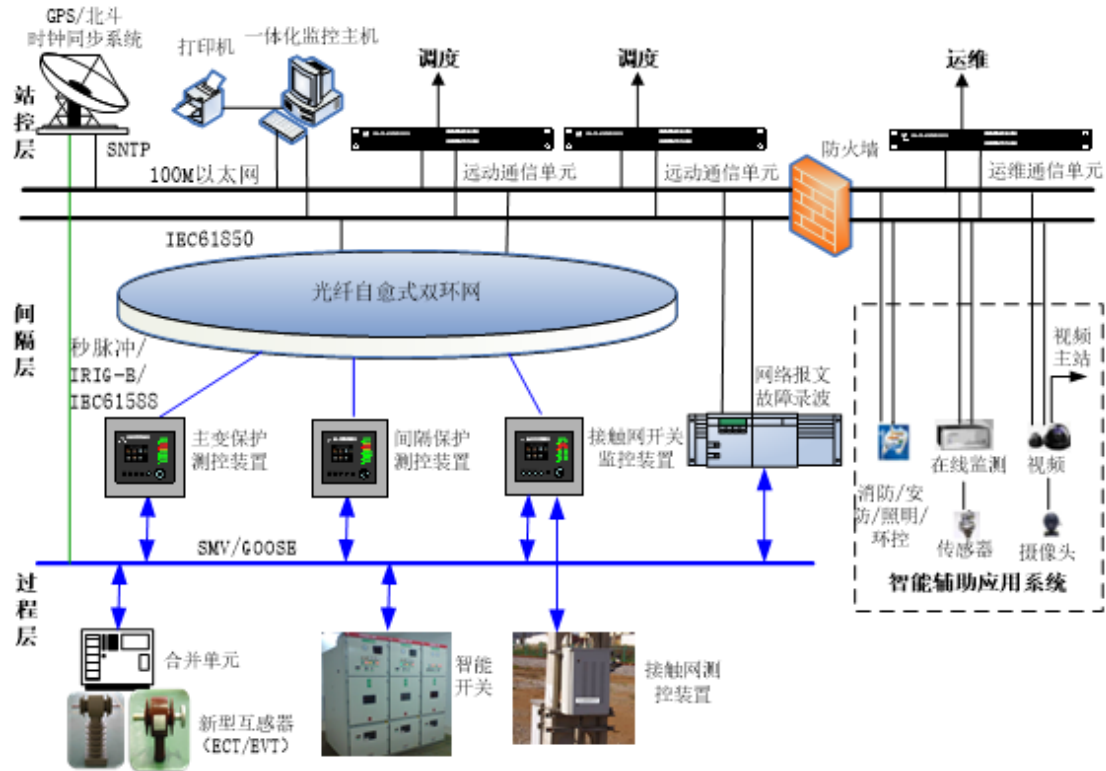 GPS/北斗
时钟同步系统
打印机
一体化监控主机
调度
调度
运维
站控层
SNTP
100M以太网
远动通信单元
远动通信单元
防火墙
运维通信单元
IEC61850
光纤自愈式双环网
间隔层
秒脉冲/
IRIG-B/
IEC61588
主变保护
测控装置
间隔保护
测控装置
接触网开关
监控装置
网络报文
故障录波
视频
主站
在线监测
视频
消防/安
防/照明/
环控
传感器
摄像头
智能辅助应用系统
SMV/GOOSE
过程层
合并单元
新型互感器
(ECT/EVT)
智能
开关
接触网测
控装置